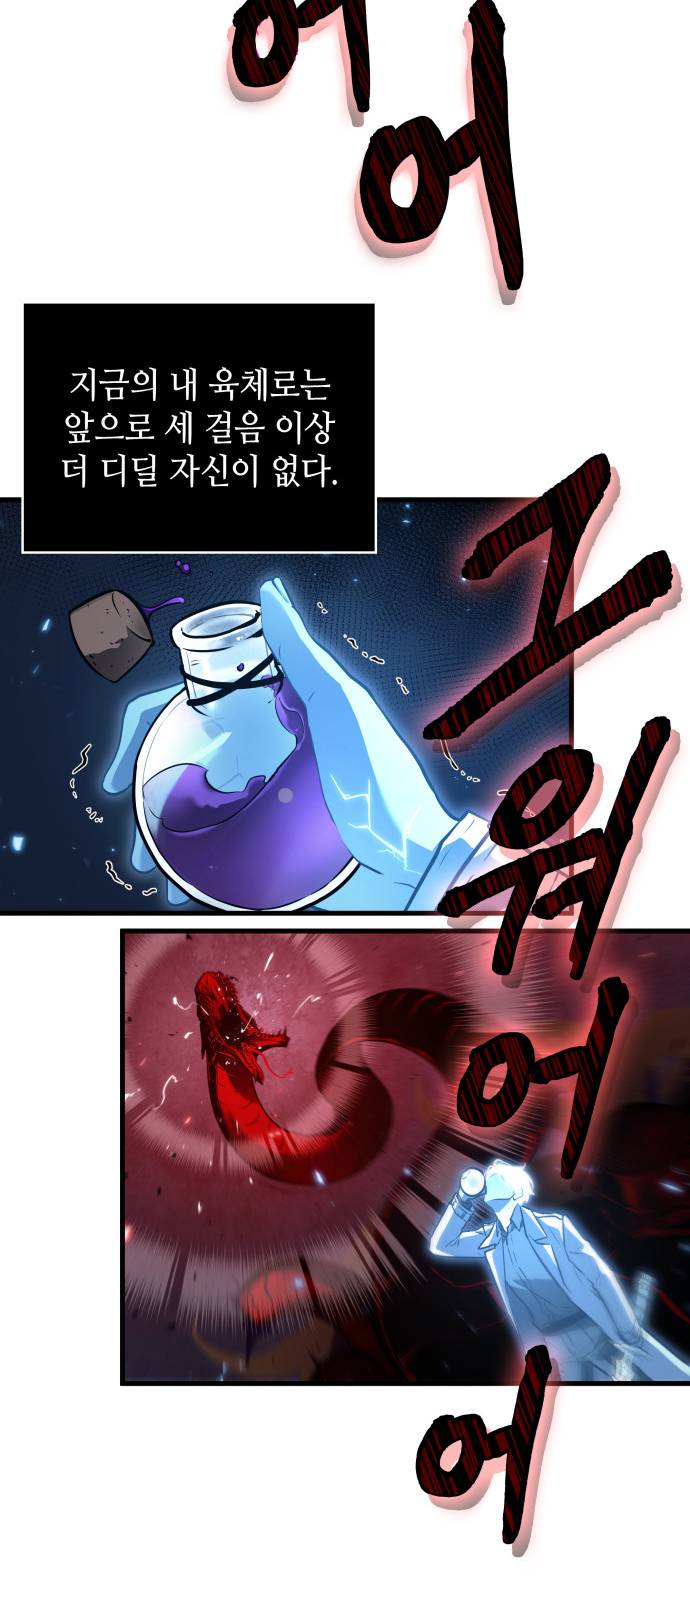 어
어
지금의 내 육체로는
앞으로 세 걸음 이상
더 디딜 자신이 없다.
그
워
어
어